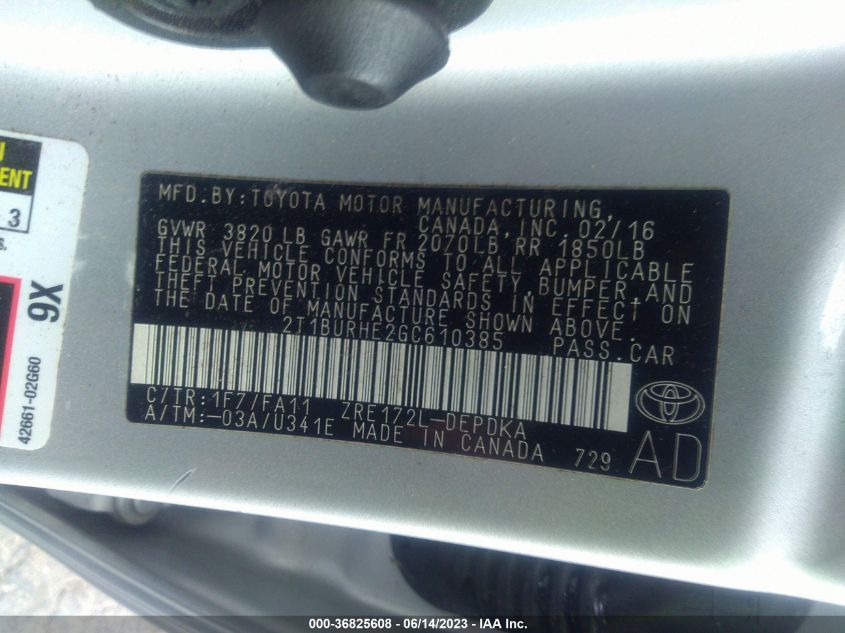 MFD.BY:TOYOTA MOTOR MANUFACTURING,
CANADA, INC. 02/16
GVWR 3820 LB GAWR FR 2070LB RR 1850LB
THIS VEHICLE CONFORMS TO ALL APPLICABLE
FEDERAL MOTOR VEHICLE SAFETY, BUMPER AND
THEFT PREVENTION STANDARDS IN EFFECT ON
THE DATE OF MANUFACTURE SHOWN ABOVE.
2T1BURHE2GC610385 PASS.CAR
C/TR:1F7/FA11 ZRE172L-DEPDKA
A/TM:-03A/U341E MADE IN CANADA 729
AD
ENT
3
s.
9X
42661-02G60
000-36825608 - 06/14/2023 - IAA, Inc.